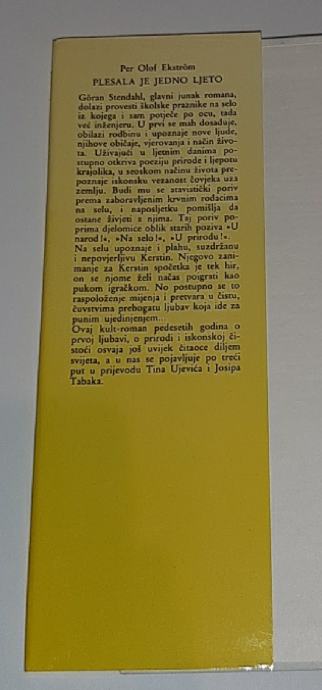 Per Olof Ekström
PLESALA JE JEDNO LJETO
Göran Stendahl, glavni junak romana,
dolazi provesti školske praznike na selo
iz kojega i sam potječe po ocu, tada
već inženjeru. U prvi se mah dosađuje,
obilazi rodbinu i upoznaje nove ljude,
njihove običaje, vjerovanja i način živo-
ta. Uživajući u ljetnim danima po-
stupno otkriva poeziju prirode i ljepotu
krajolika, u seoskom načinu života pre-
poznaje iskonsku vezanost čovjeka uza
zemlju. Budi mu se atavistički poriv
prema zaboravljenim krvnim rođacima
na selu, i naposljetku pomišlja da
ostane živjeti s njima. Taj poriv po-
prima djelomice oblik starih poziva »U
narod!«, »Na selo!«, »U prirodu!«.
Na selu upoznaje i plahu, suzdržanu
i nepovjerljivu Kerstin. Njegovo zani-
manje za Kerstin spočetka je tek hir,
on se njome želi načas poigrati kao
pukom igračkom. No postupno se to
raspoloženje mijenja i pretvara u čistu,
čuvstvima prebogatu ljubav koja ide za
punim ujedinjenjem...
Ovaj kult-roman pedesetih godina o
prvoj ljubavi, o prirodi i iskonskoj či-
stoći osvaja još uvijek čitaoce diljem
svijeta, a u nas se pojavljuje po treći
put u prijevodu Tina Ujevića i Josipa
Tabaka.